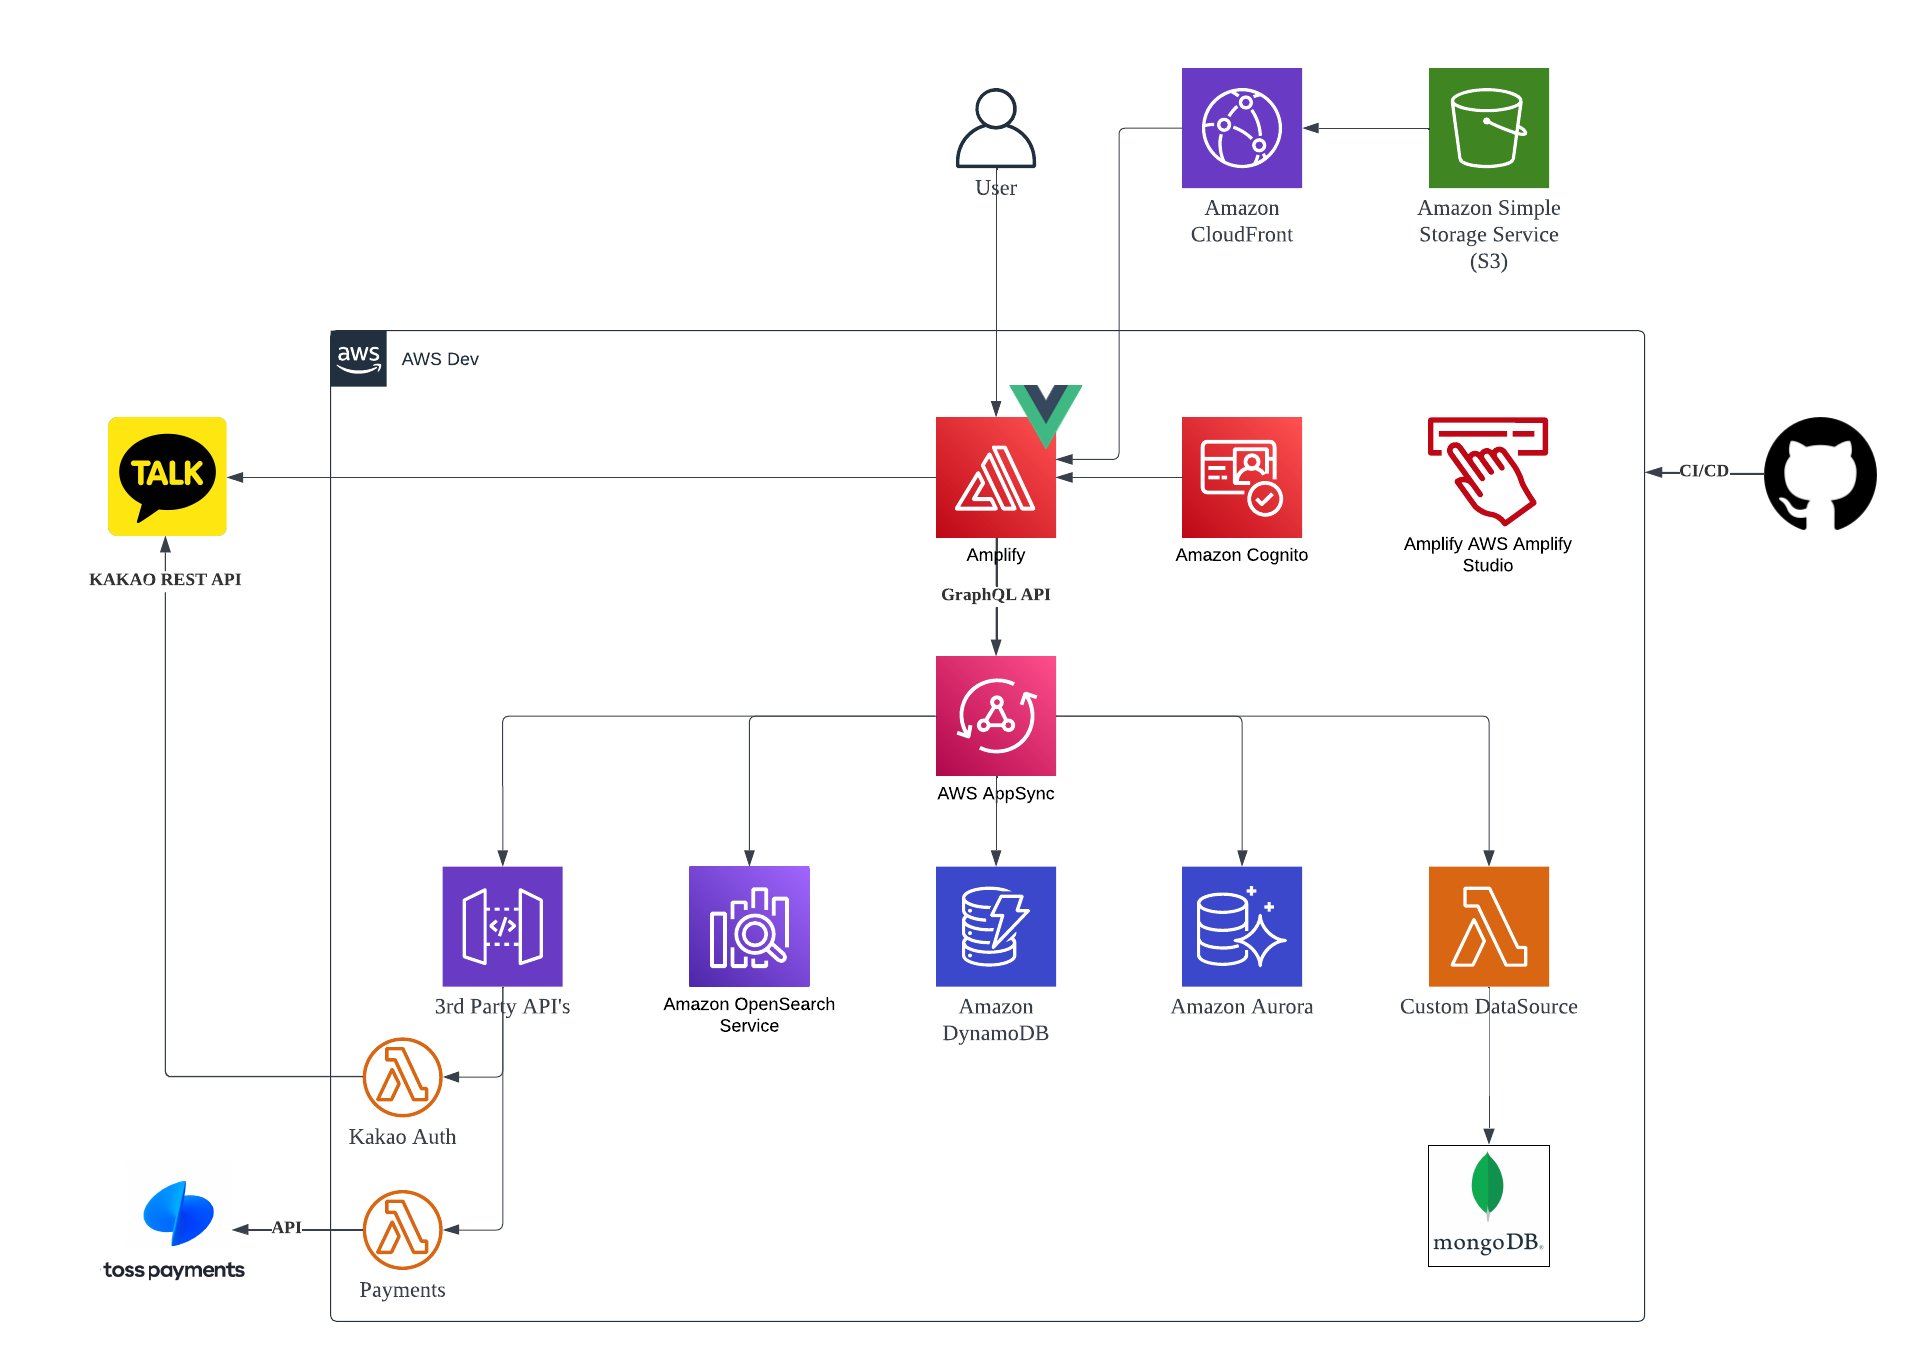 User
Amazon
CloudFront
Amazon Simple
Storage Service
(S3)
aws
AWS Dev
TALK
KAKAO REST API
Amplify
GraphQL API
Amazon Cognito
Amplify AWS Amplify
Studio
CI/CD
AWS AppSync
3rd Party API's
Amazon OpenSearch
Service
Amazon
DynamoDB
Amazon Aurora
Custom DataSource
Kakao Auth
API
toss payments
Payments
mongoDB®